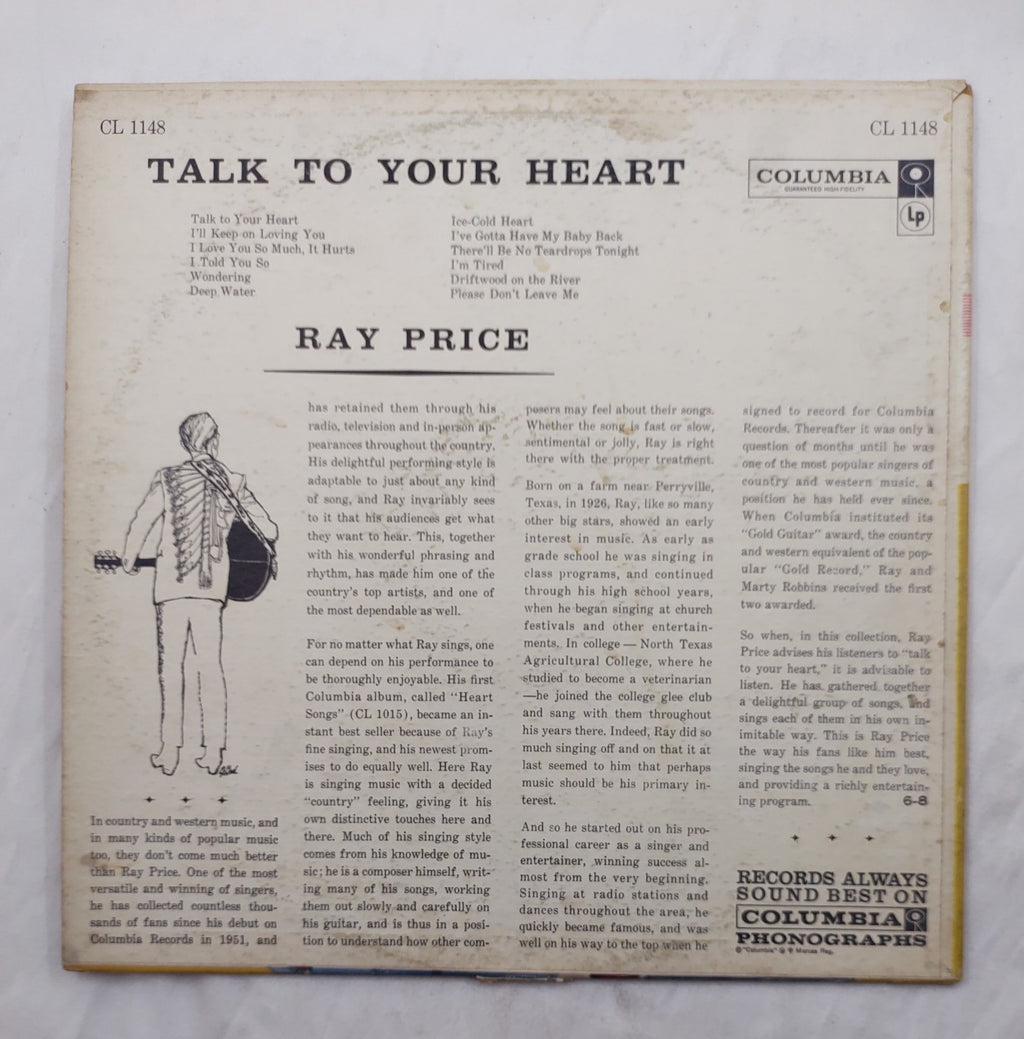 CL 1148
CL 1148
TALK TO YOUR HEART
COLUMBIA
GUARANTEED HIGH FIDELITY
Lp
Talk to Your Heart
I'll Keep on Loving You
I Love You So Much, It Hurts
I Told You So
Wondering
Deep Water
Ice-Cold Heart
I've Gotta Have My Baby Back
There'll Be No Teardrops Tonight
I'm Tired
Driftwood on the River
Please Don't Leave Me
RAY PRICE
In country and western music, and
in many kinds of popular music
too, they don't come much better
than Ray Price. One of the most
versatile and winning of singers,
he has collected countless thou-
sands of fans since his debut on
Columbia Records in 1951, and
has retained them through his
radio, television and in-person ap-
pearances throughout the country.
His delightful performing style is
adaptable to just about any kind
of song, and Ray invariably sees
to it that his audiences get what
they want to hear. This, together
with his wonderful phrasing and
rhythm, has made him one of the
country's top artists, and one of
the most dependable as well.
For no matter what Ray sings, one
can depend on his performance to
be thoroughly enjoyable. His first
Columbia album, called "Heart
Songs" (CL 1015), became an in-
stant best seller because of Ray's
fine singing, and his newest prom-
ises to do equally well. Here Ray
is singing music with a decided
"country" feeling, giving it his
own distinctive touches here and
there. Much of his singing style
comes from his knowledge of mu-
sic; he is a composer himself, writ-
ing many of his songs, working
them out slowly and carefully on
his guitar, and is thus in a posi-
tion to understand how other com-
posers may feel about their songs.
Whether the song is fast or slow,
sentimental or jolly, Ray is right
there with the proper treatment.
Born on a farm near Perryville,
Texas, in 1926, Ray, like so many
other big stars, showed an early
interest in music. As early as
grade school he was singing in
class programs, and continued
through his high school years,
when he began singing at church
festivals and other entertain-
ments. In college — North Texas
Agricultural College, where he
studied to become a veterinarian
—he joined the college glee club
and sang with them throughout
his years there. Indeed, Ray did so
much singing off and on that it at
last seemed to him that perhaps
music should be his primary in-
terest.
And so he started out on his pro-
fessional career as a singer and
entertainer, winning success al-
most from the very beginning.
Singing at radio stations and
dances throughout the area, he
quickly became famous, and was
well on his way to the top when he
signed to record for Columbia
Records. Thereafter it was only a
question of months until he was
one of the most popular singers of
country and western music, a
position he has held ever since.
When Columbia instituted its
"Gold Guitar" award, the country
and western equivalent of the pop-
ular "Gold Record," Ray and
Marty Robbins received the first
two awarded.
So when, in this collection, Ray
Price advises his listeners to "talk
to your heart," it is advisable to
listen. He has gathered together
a delightful group of songs, and
sings each of them in his own in-
imitable way. This is Ray Price
the way his fans like him best,
singing the songs he and they love,
and providing a richly entertain-
ing program. 6-8
RECORDS ALWAYS
SOUND BEST ON
COLUMBIA
PHONOGRAPHS
® "Columbia" ® Marcas Reg.